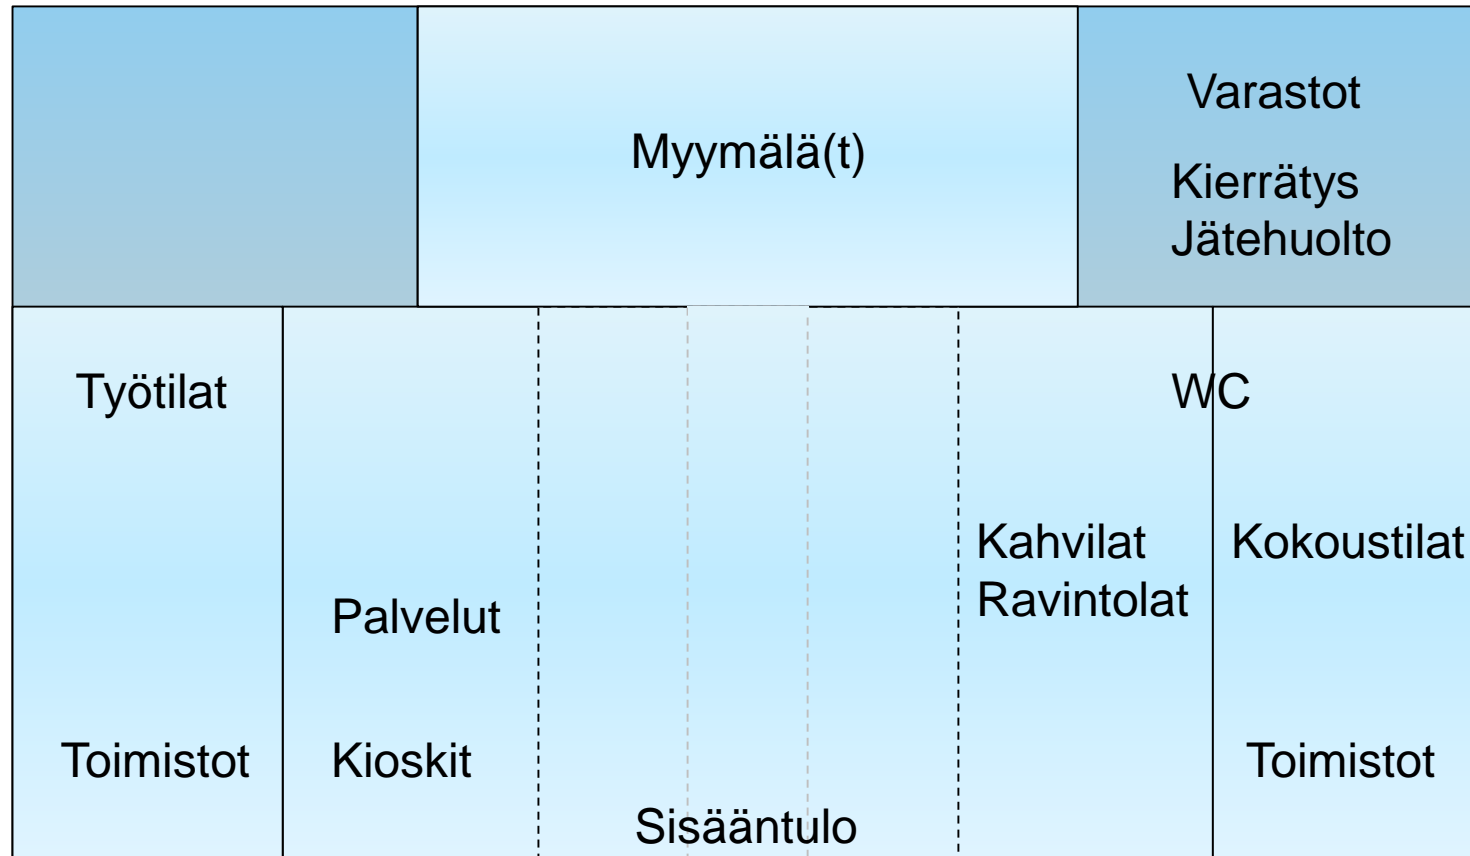 Varastot
Myymälä(t)
Kierrätys
Jätehuolto
Työtilat
WC
Kahvilat
Ravintolat
Kokoustilat
Palvelut
Toimistot
Kioskit
Toimistot
Sisääntulo